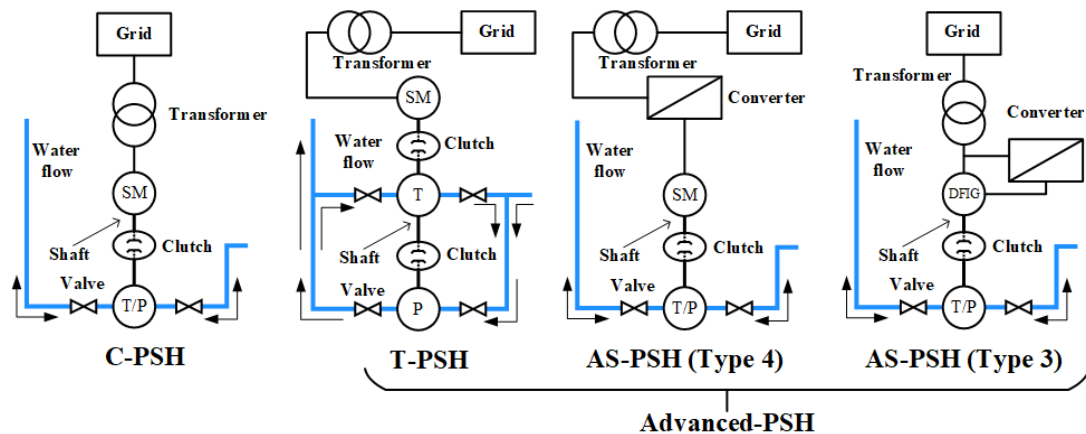 Grid
Transformer
Water
flow
SM
Shaft
Clutch
Valve
T/P
C-PSH
Grid
Transformer
SM
Water
flow
Clutch
T
Shaft
Clutch
Valve
P
T-PSH
Grid
Transformer
Converter
Water
flow
SM
Shaft
Clutch
Valve
T/P
AS-PSH (Type 4)
Grid
Transformer
Converter
Water
flow
DFIG
Shaft
Clutch
Valve
T/P
AS-PSH (Type 3)
Advanced-PSH